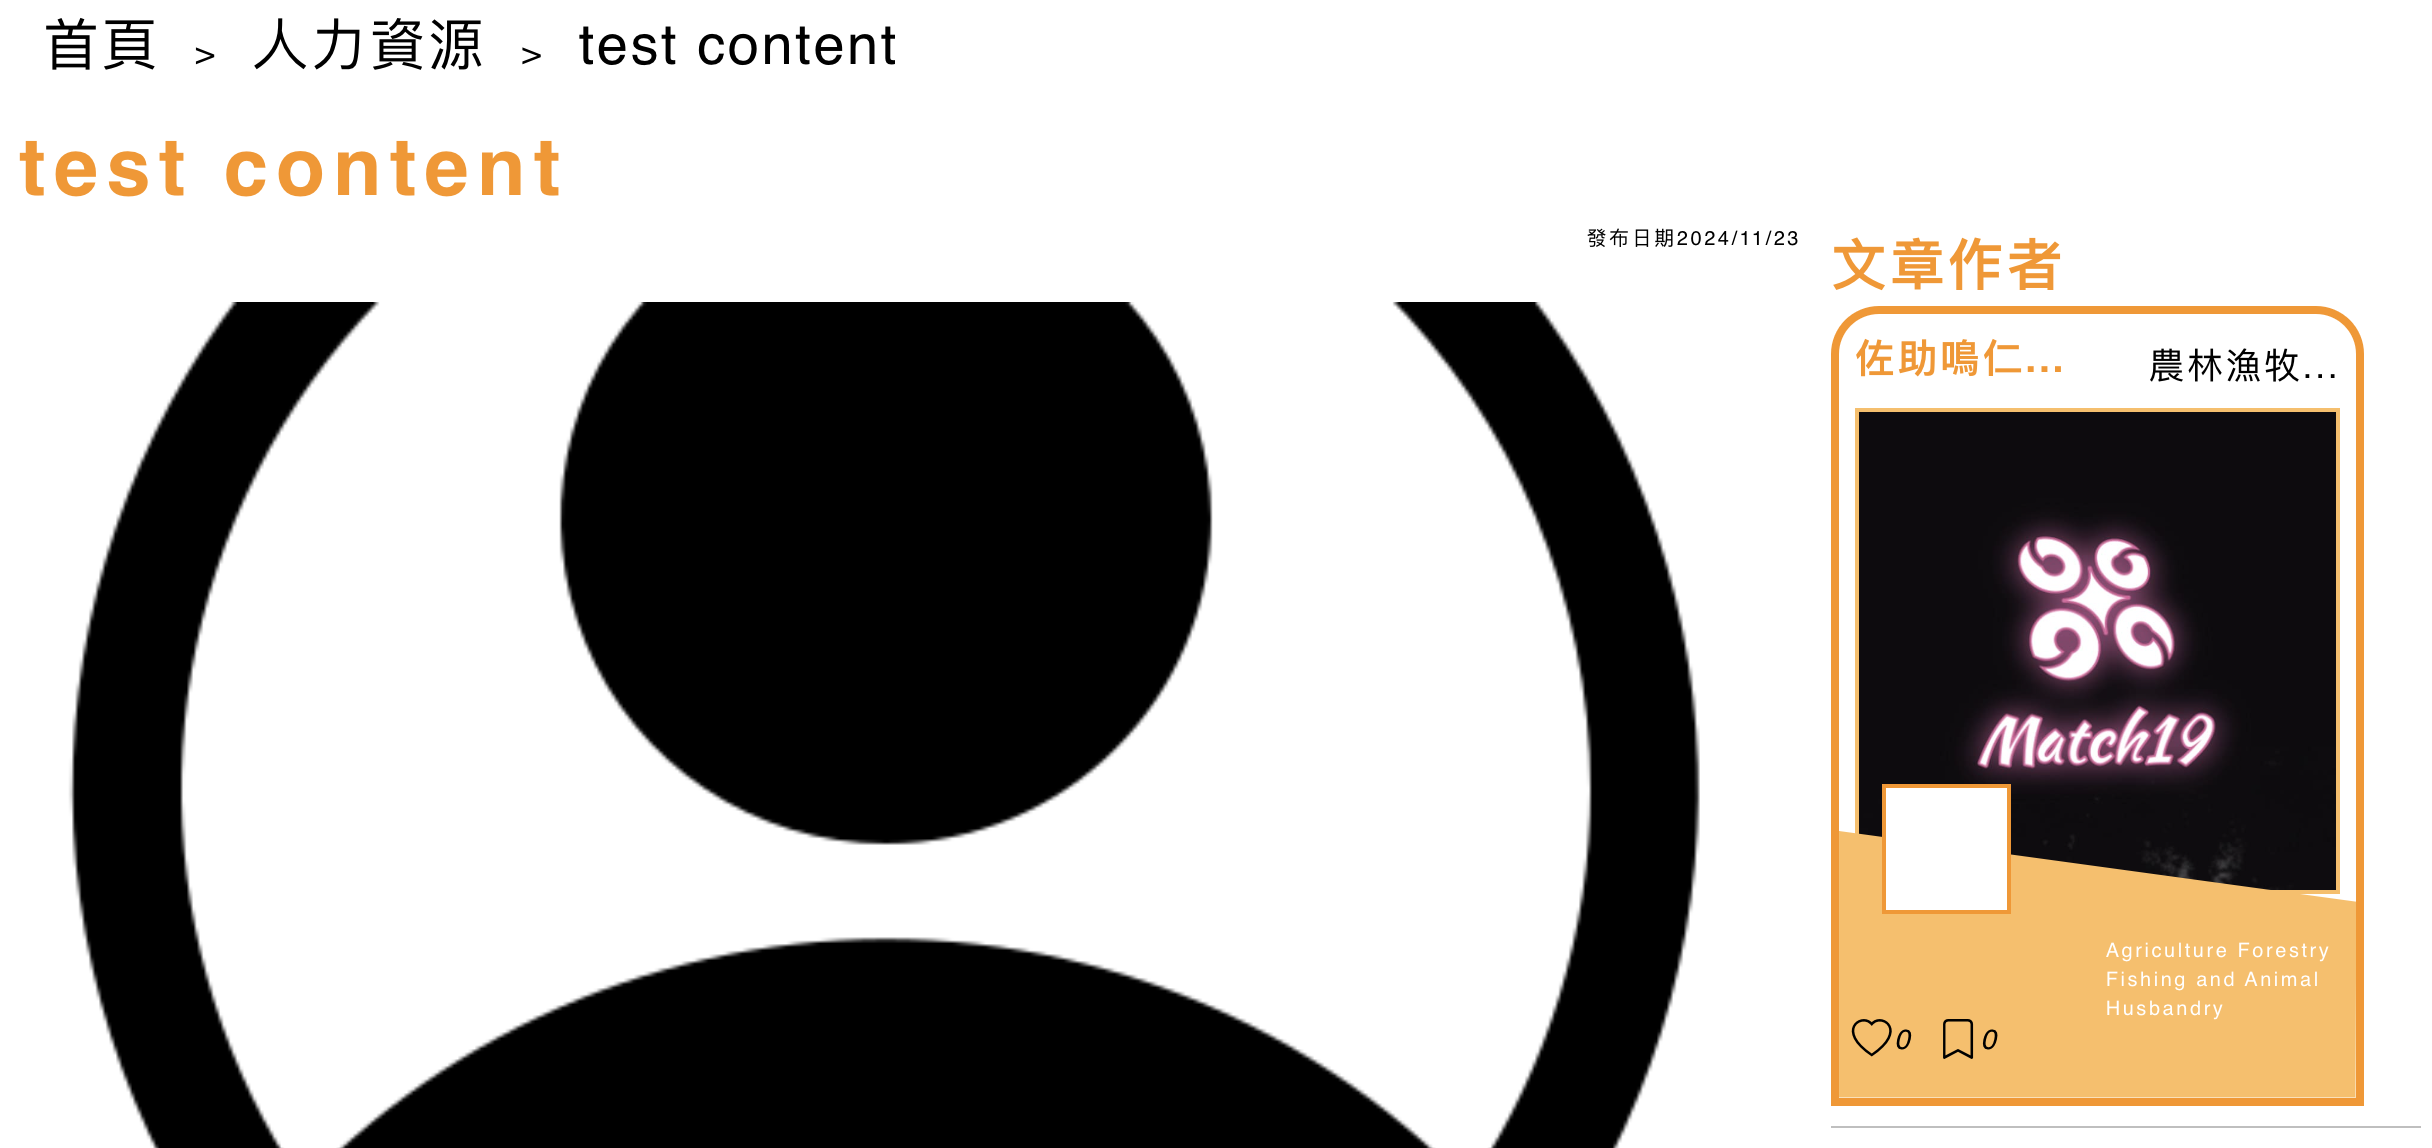 首頁 > 人力資源 > test content
test content
發布日期2024/11/23
文章作者
佐助鳴仁...
農林漁牧...
Match19
Agriculture Forestry
Fishing and Animal
Husbandry
0 0